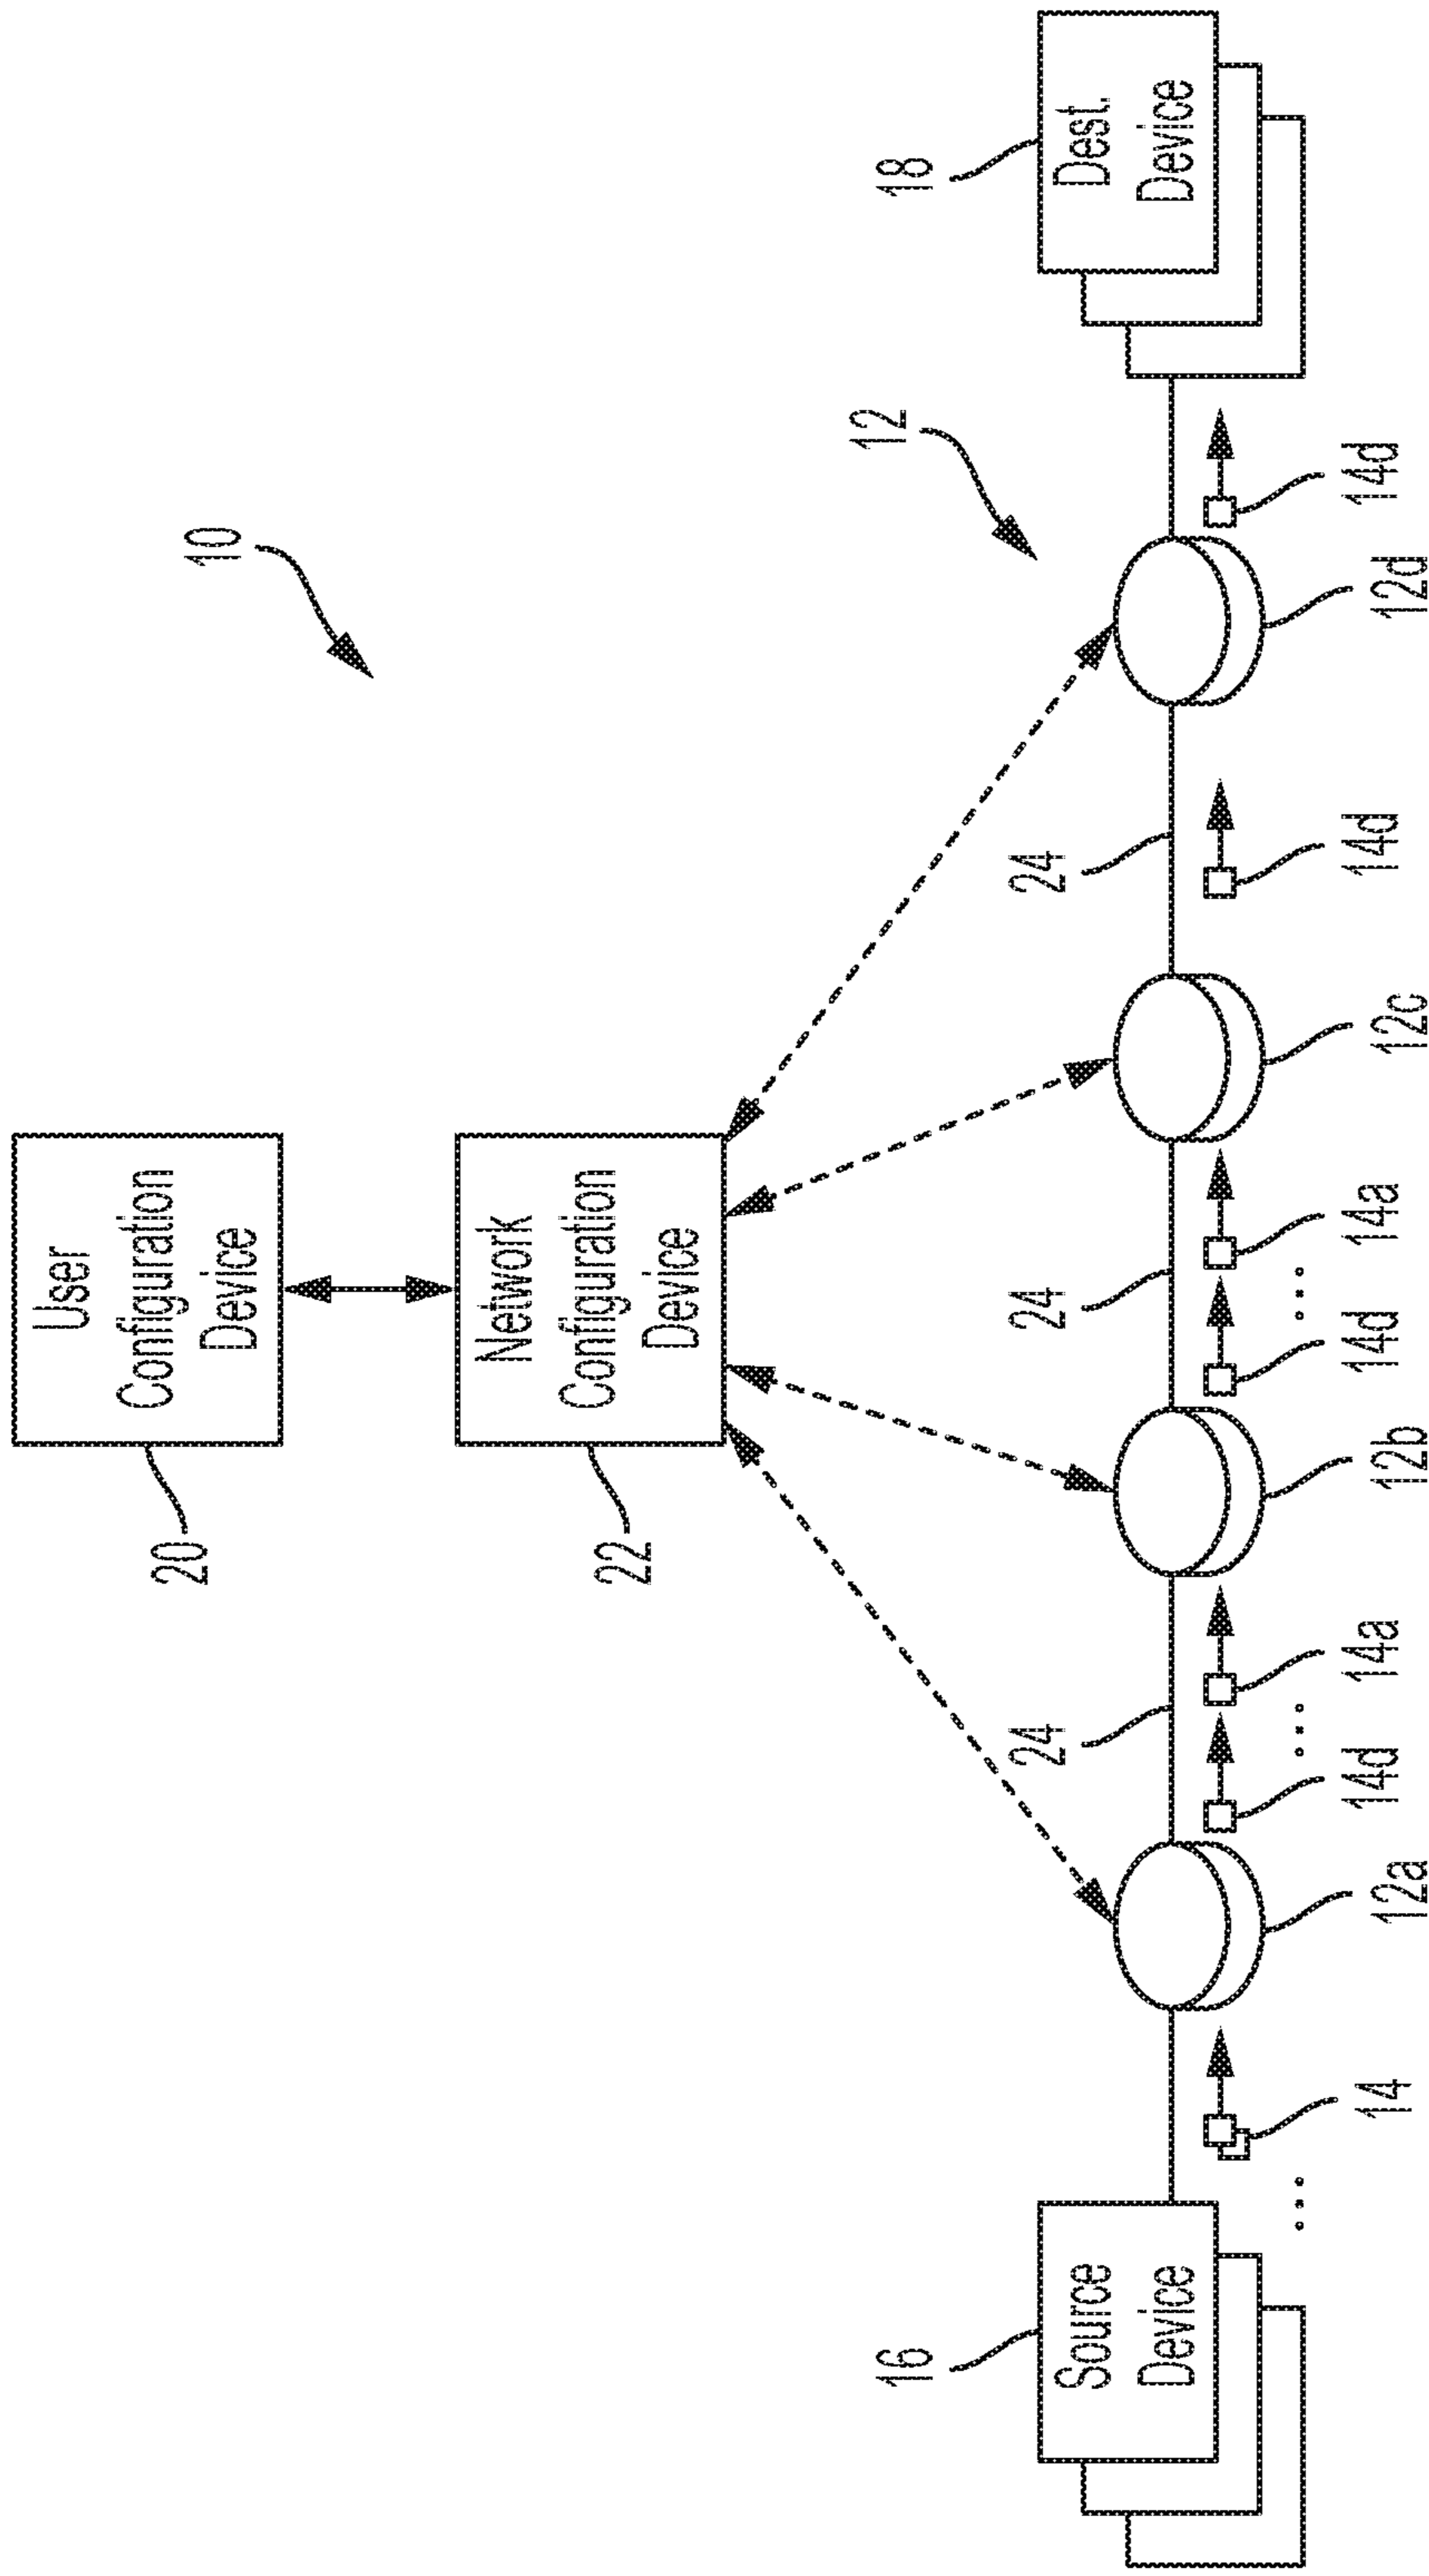 User
Configuration
Device
20
10
Network
Configuration
Device
22
12
16
Source
Device
24
24
24
18
Dest.
Device
14
14d
14a
14d
14a
14d
14d
12a
12b
12c
12d